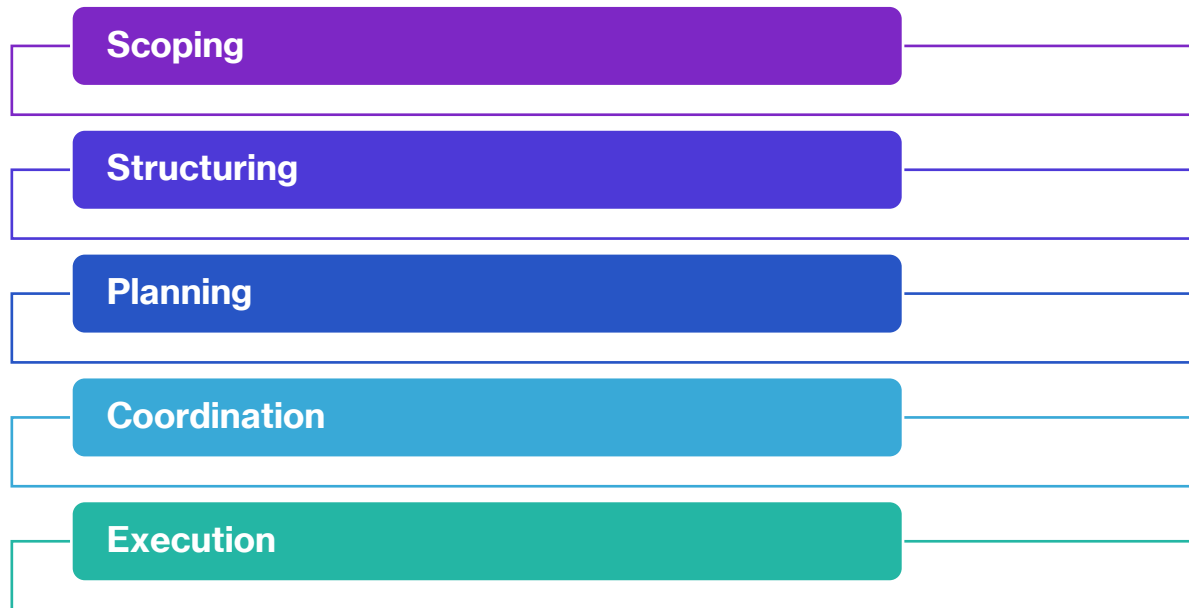 Scoping
Structuring
Planning
Coordination
Execution